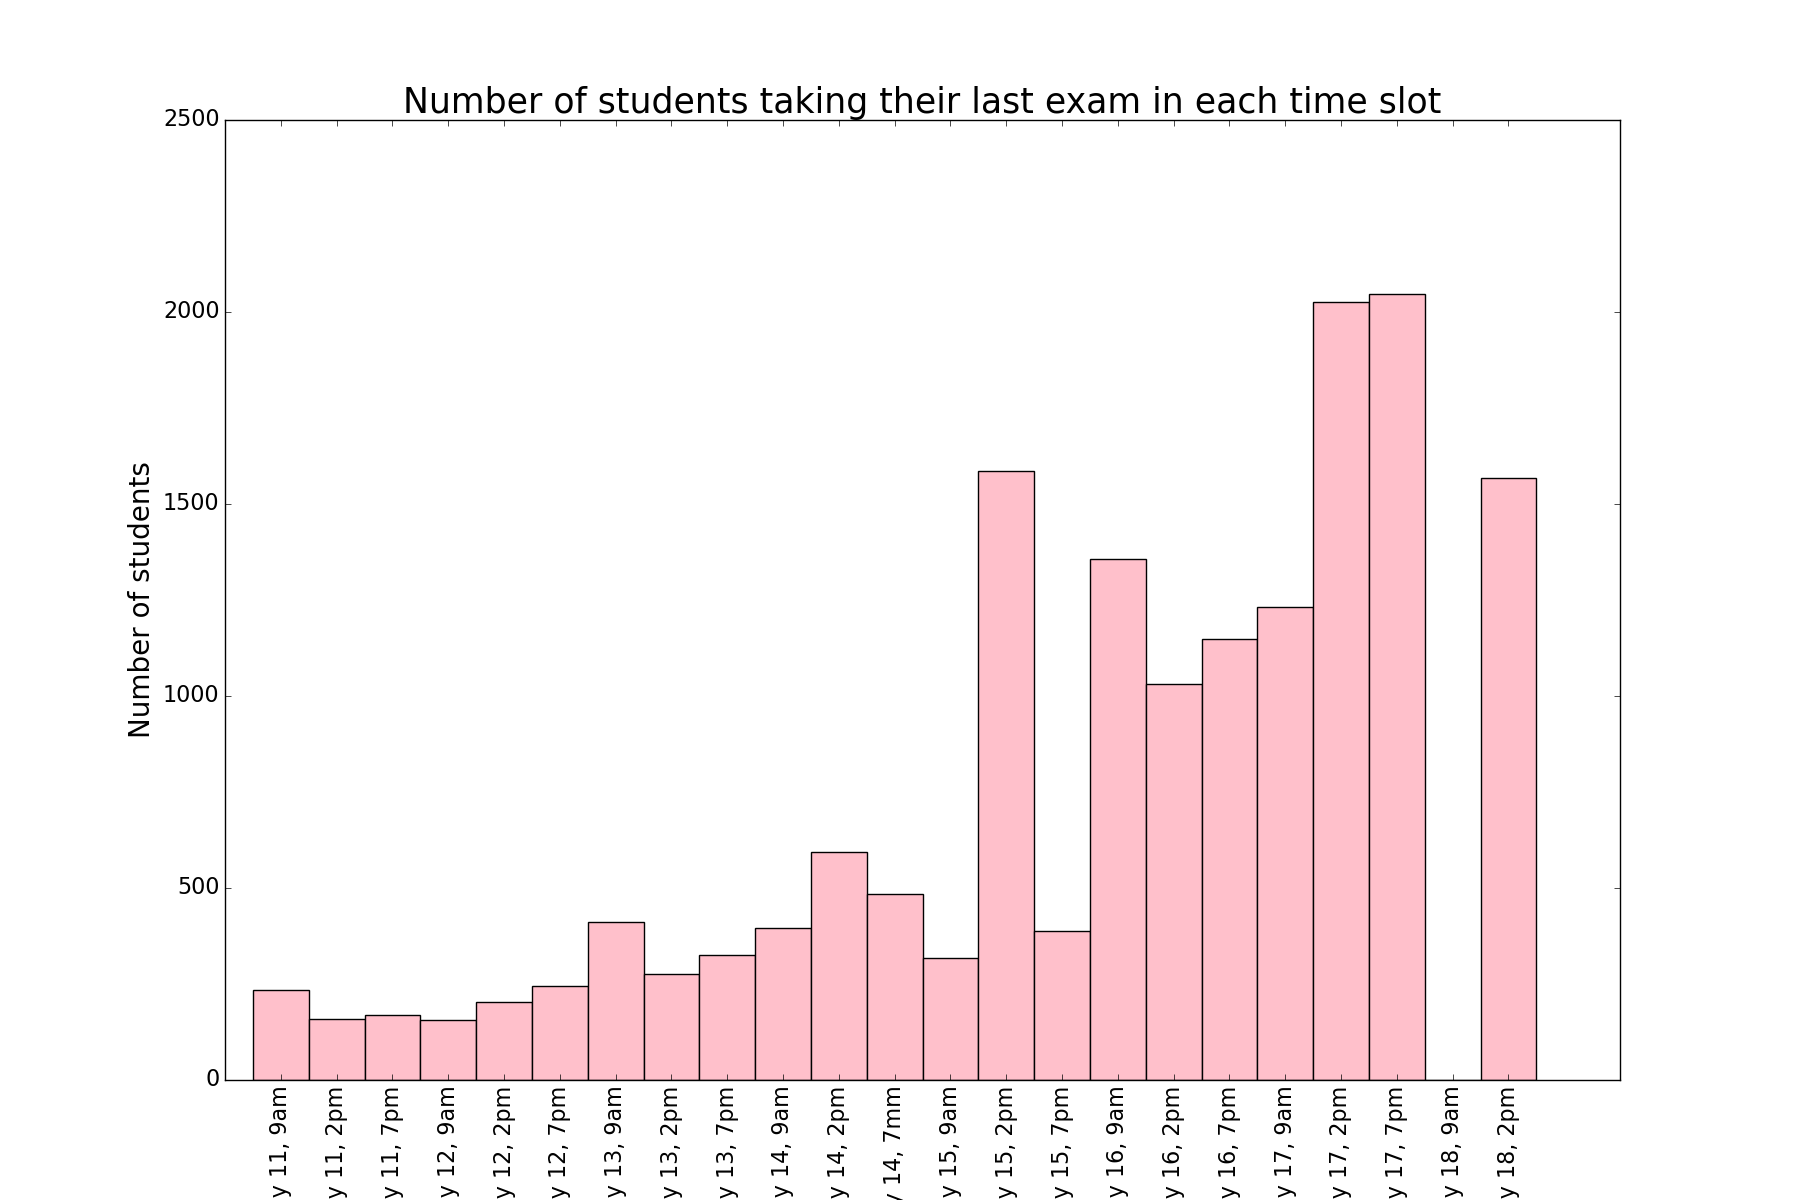 Number of students taking their last exam in each time slot
2500
2000
1500
1000
500
0
Number of students
y 11, 9am
y 11, 2pm
y 11, 7pm
y 12, 9am
y 12, 2pm
y 12, 7pm
y 13, 9am
y 13, 2pm
y 13, 7pm
y 14, 9am
y 14, 2pm
y 14, 7mm
y 15, 9am
y 15, 2pm
y 15, 7pm
y 16, 9am
y 16, 2pm
y 16, 7pm
y 17, 9am
y 17, 2pm
y 17, 7pm
y 18, 9am
y 18, 2pm